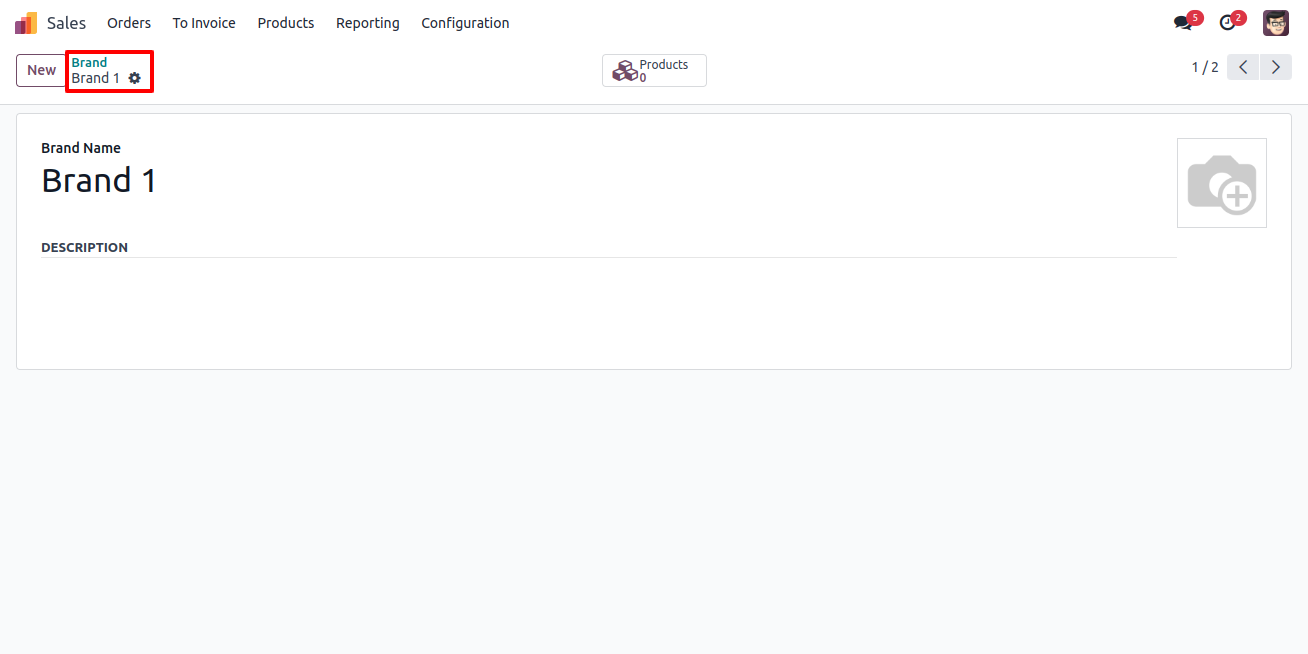 Sales Orders To Invoice Products Reporting Configuration 5 2
New Brand Products
Brand 1 0 1 / 2
Brand Name
Brand 1
DESCRIPTION